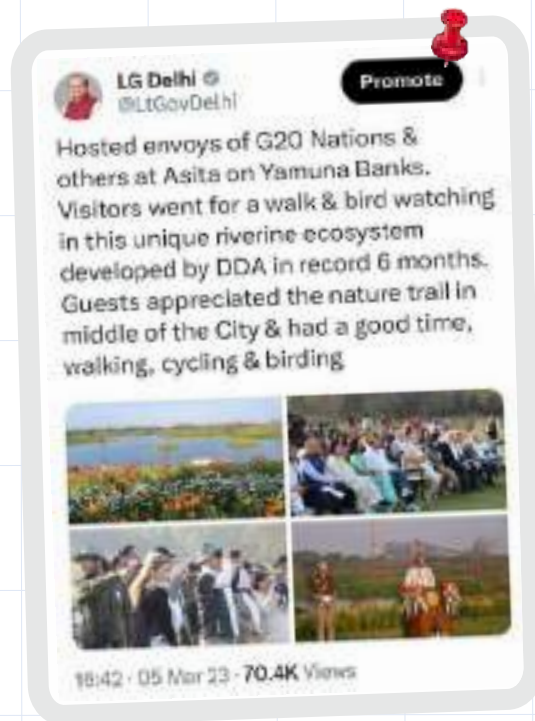 LG Delhi
Promote
@LtGovDelhi
Hosted envoys of G20 Nations &
others at Asita on Yamuna Banks.
Visitors went for a walk & bird watching
in this unique riverine ecosystem
developed by DDA in record 6 months.
Guests appreciated the nature trail in
middle of the City & had a good time,
walking, cycling & birding
16:42 · 05 Mar 23 · 70.4K Views